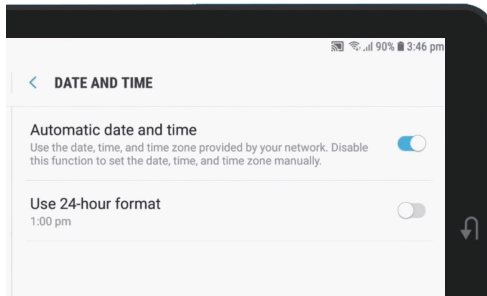 90% 3:46 pm
DATE AND TIME
Automatic date and time
Use the date, time, and time zone provided by your network. Disable
this function to set the date, time, and time zone manually.
Use 24-hour format
1:00 pm